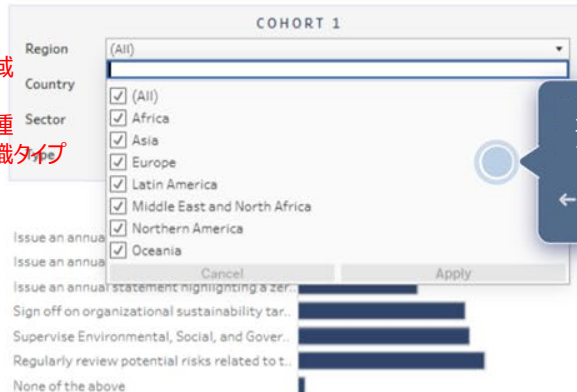 COHORT 1
Region
(All)
域
Country
(All)
Africa
種
Sector
Asia
職タイプ
Type
Europe
Latin America
Middle East and North Africa
Northern America
Oceania
Cancel
Apply
Issue an annua
Issue an annua
Issue an annual statement highlighting a zer..
Sign off on organizational sustainability tar..
Supervise Environmental, Social, and Gover..
Regularly review potential risks related to t..
None of the above
←